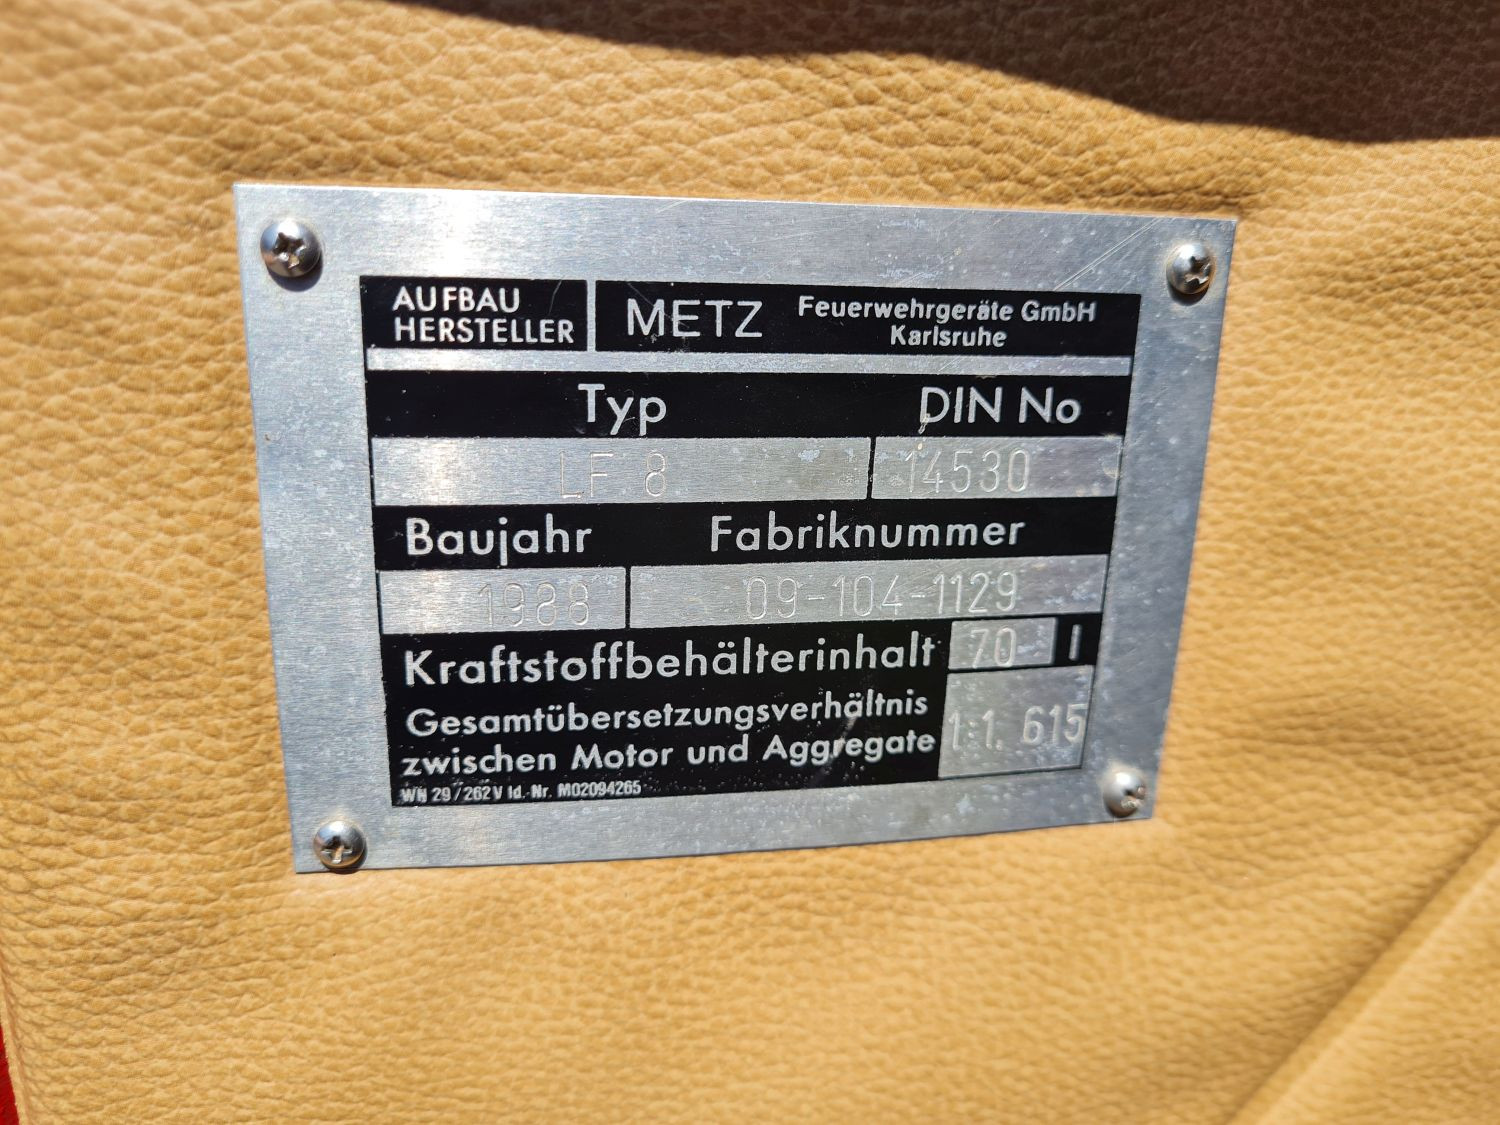 AUFBAU
HERSTELLER
METZ Feuerwehrgeräte GmbH
Karlsruhe
Typ DIN No
LF 8 14530
Baujahr Fabriknummer
1988 09-104-1129
Kraftstoffbehälterinhalt 70 l
Gesamtübersetzungsverhältnis
zwischen Motor und Aggregate 1:1. 615
WN 29/262V Id.-Nr. M02094265